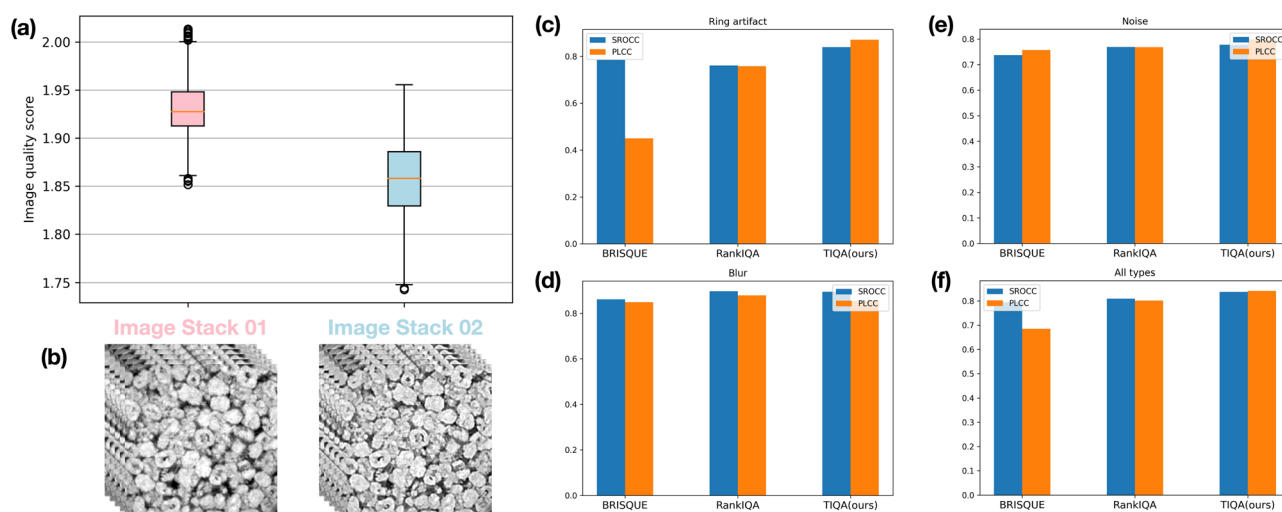 (a)
Image quality score
2.00
1.95
1.90
1.85
1.80
1.75
Image Stack 01
Image Stack 02
(b)
(c)
Ring artifact
SROCC
PLCC
0.8
0.6
0.4
0.2
0.0
BRISQUE
RankIQA
TIQA(ours)
(d)
Blur
SROCC
PLCC
0.8
0.6
0.4
0.2
0.0
BRISQUE
RankIQA
TIQA(ours)
(e)
Noise
SROCC
PLCC
0.8
0.7
0.6
0.5
0.4
0.3
0.2
0.1
0.0
BRISQUE
RankIQA
TIQA(ours)
(f)
All types
SROCC
PLCC
0.8
0.7
0.6
0.5
0.4
0.3
0.2
0.1
0.0
BRISQUE
RankIQA
TIQA(ours)